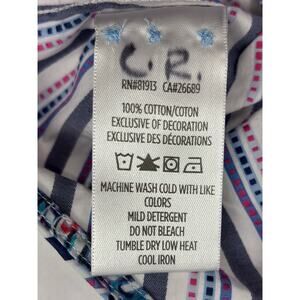 C.R.
RN#81913 CA#26689
100% COTTON/COTON
EXCLUSIVE OF DECORATION
EXCLUSIVE DES DÉCORATIONS
MACHINE WASH COLD WITH LIKE
COLORS
MILD DETERGENT
DO NOT BLEACH
TUMBLE DRY LOW HEAT
COOL IRON